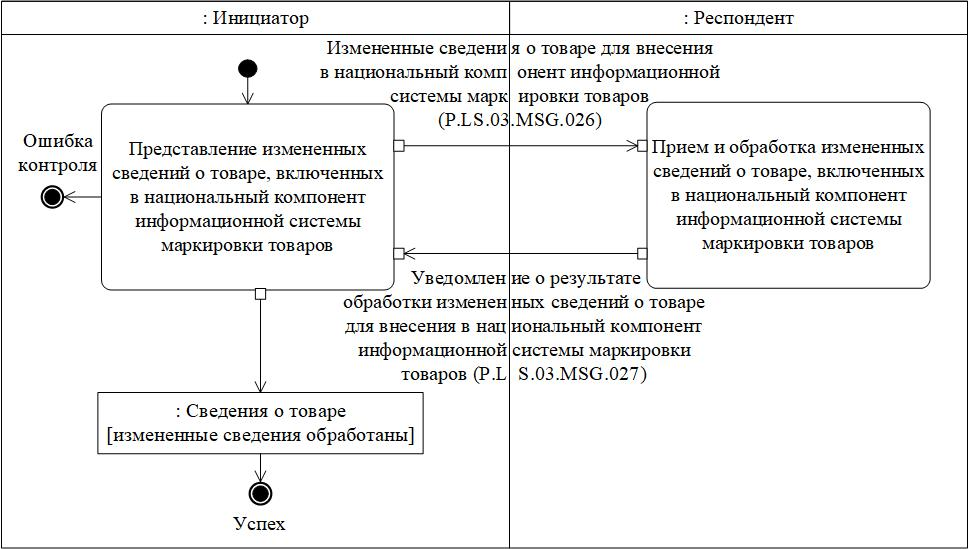 : Инициатор
: Респондент
Измененные сведения о товаре для внесения
в национальный компонент информационной
системы маркировки товаров
(P.LS.03.MSG.026)
Ошибка
контроля
Представление измененных
сведений о товаре, включенных
в национальный компонент
информационной системы
маркировки товаров
Прием и обработка измененных
сведений о товаре, включенных
в национальный компонент
информационной системы
маркировки товаров
Уведомление о результате
обработки измененных сведений о товаре
для внесения в национальный компонент
информационной системы маркировки
товаров (P.LS.03.MSG.027)
: Сведения о товаре
[измененные сведения обработаны]
Успех